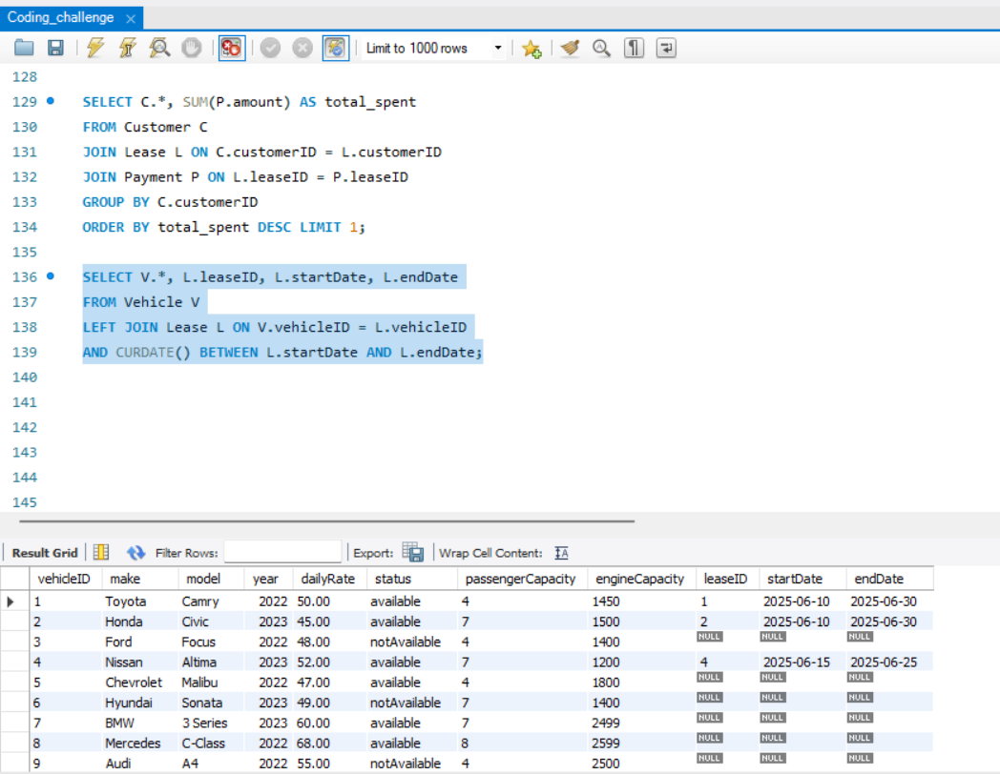 Coding_challenge
Limit to 1000 rows
128
129 SELECT C.*, SUM(P.amount) AS total_spent
130 FROM Customer C
131 JOIN Lease L ON C.customerID = L.customerID
132 JOIN Payment P ON L.leaseID = P.leaseID
133 GROUP BY C.customerID
134 ORDER BY total_spent DESC LIMIT 1;
135
136 SELECT V.*, L.leaseID, L.startDate, L.endDate
137 FROM Vehicle V
138 LEFT JOIN Lease L ON V.vehicleID = L.vehicleID
139 AND CURDATE() BETWEEN L.startDate AND L.endDate;
140
141
142
143
144
145
Result Grid Filter Rows: Export: Wrap Cell Content: IA
vehicleID make model year dailyRate status passengerCapacity engineCapacity leaseID startDate endDate
1 Toyota Camry 2022 50.00 available 4 1450 1 2025-06-10 2025-06-30
2 Honda Civic 2023 45.00 available 7 1500 2 2025-06-10 2025-06-30
3 Ford Focus 2022 48.00 notAvailable 4 1400 NULL NULL NULL
4 Nissan Altima 2023 52.00 available 7 1200 4 2025-06-15 2025-06-25
5 Chevrolet Malibu 2022 47.00 available 4 1800 NULL NULL NULL
6 Hyundai Sonata 2023 49.00 notAvailable 7 1400 NULL NULL NULL
7 BMW 3 Series 2023 60.00 available 7 2499 NULL NULL NULL
8 Mercedes C-Class 2022 68.00 available 8 2599 NULL NULL NULL
9 Audi A4 2022 55.00 notAvailable 4 2500 NULL NULL NULL